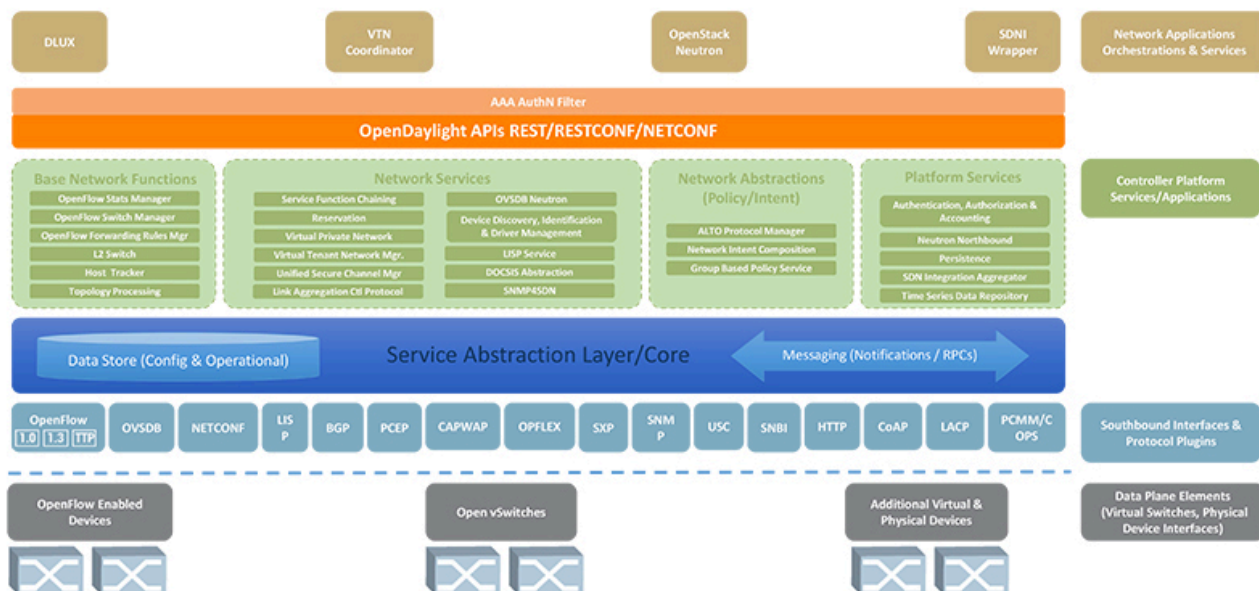 DLUX
VTN
Coordinator
OpenStack
Neutron
SDNI
Wrapper
Network Applications
Orchestrations & Services
AAA AuthN Filter
OpenDaylight APIs REST/RESTCONF/NETCONF
Base Network Functions
OpenFlow Stats Manager
OpenFlow Switch Manager
OpenFlow Forwarding Rules Mgr
L2 Switch
Host Tracker
Topology Processing
Network Services
Service Function Chaining
Reservation
Virtual Private Network
Virtual Tenant Network Mgr.
Unified Secure Channel Mgr
Link Aggregation Ctl Protocol
OVSDB Neutron
Device Discovery, Identification
& Driver Management
LISP Service
DOCSIS Abstraction
SNMP4SDN
Network Abstractions
(Policy/Intent)
ALTO Protocol Manager
Network Intent Composition
Group Based Policy Service
Platform Services
Authentication, Authorization &
Accounting
Neutron Northbound
Persistence
SDN Integration Aggregator
Time Series Data Repository
Controller Platform
Services/Applications
Data Store (Config & Operational)
Service Abstraction Layer/Core
Messaging (Notifications / RPCs)
OpenFlow
1.0 1.3 TTP
OVSDB
NETCONF
LIS
P
BGP
PCEP
CAPWAP
OPFLEX
SXP
SNM
P
USC
SNBI
HTTP
CoAP
LACP
PCMM/C
OPS
Southbound Interfaces &
Protocol Plugins
OpenFlow Enabled
Devices
Open vSwitches
Additional Virtual &
Physical Devices
Data Plane Elements
(Virtual Switches, Physical
Device Interfaces)